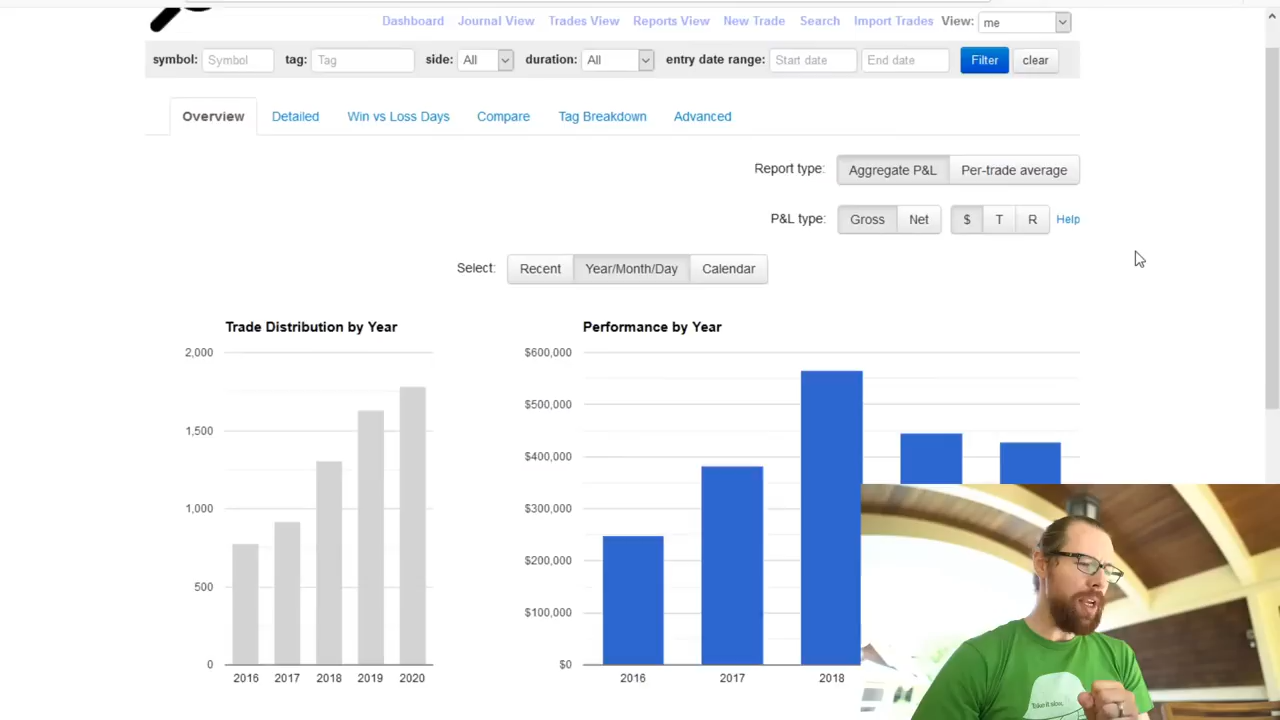 Dashboard Journal View Trades View Reports View New Trade Search Import Trades View: me
symbol: Symbol tag: Tag side: All duration: All entry date range: Start date End date Filter clear
Overview Detailed Win vs Loss Days Compare Tag Breakdown Advanced
Report type: Aggregate P&L Per-trade average
P&L type: Gross Net $ T R Help
Select: Recent Year/Month/Day Calendar
Trade Distribution by Year
2,000
1,500
1,000
500
0
2016 2017 2018 2019 2020
Performance by Year
$600,000
$500,000
$400,000
$300,000
$200,000
$100,000
$0
2016 2017 2018
Take it slow.